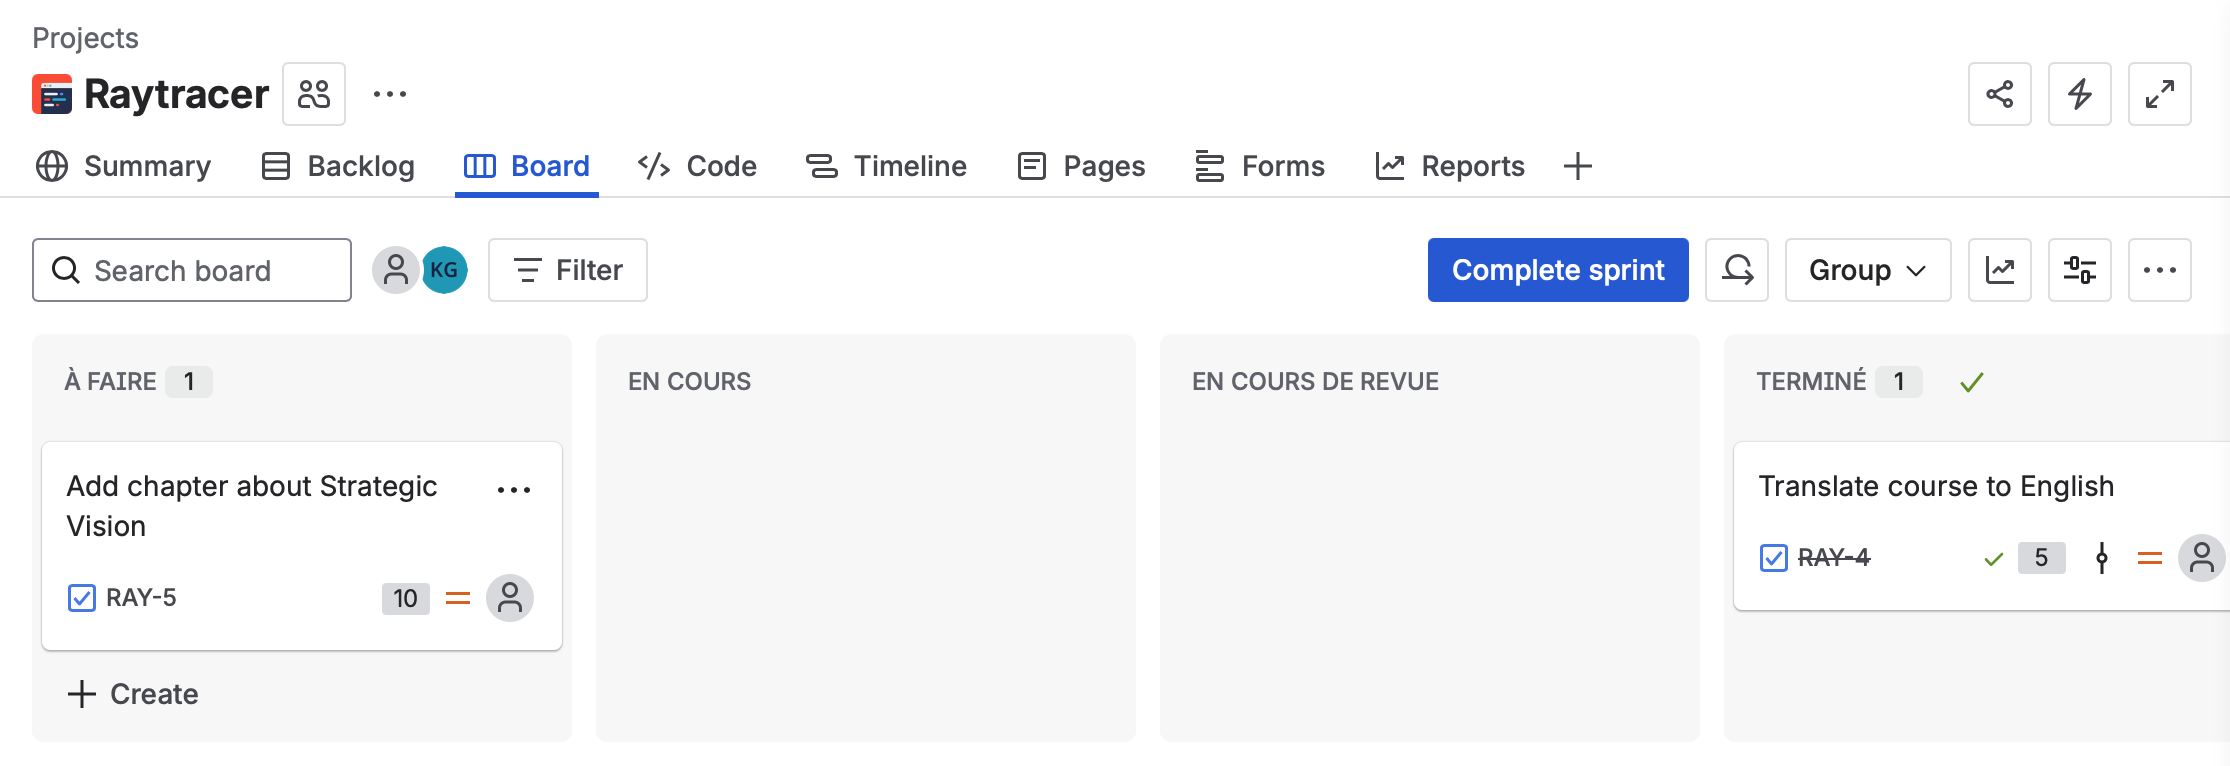 Projects
Raytracer
Summary
Backlog
Board
Code
Timeline
Pages
Forms
Reports
Search board
KG
Filter
Complete sprint
Group
À FAIRE 1
Add chapter about Strategic
Vision
RAY-5
10
Create
EN COURS
EN COURS DE REVUE
TERMINÉ 1
Translate course to English
RAY-4
5